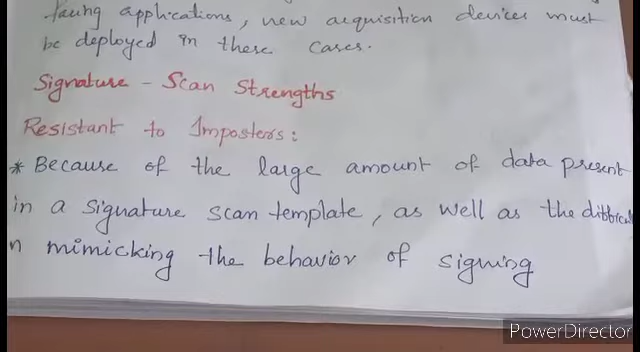 facing applications, new acquisition devices must
be deployed in these cases.
Signature - Scan Strengths
Resistant to Imposters:
* Because of the large amount of data present
in a signature scan template, as well as the
n mimicking the behavior of signing
PowerDirector